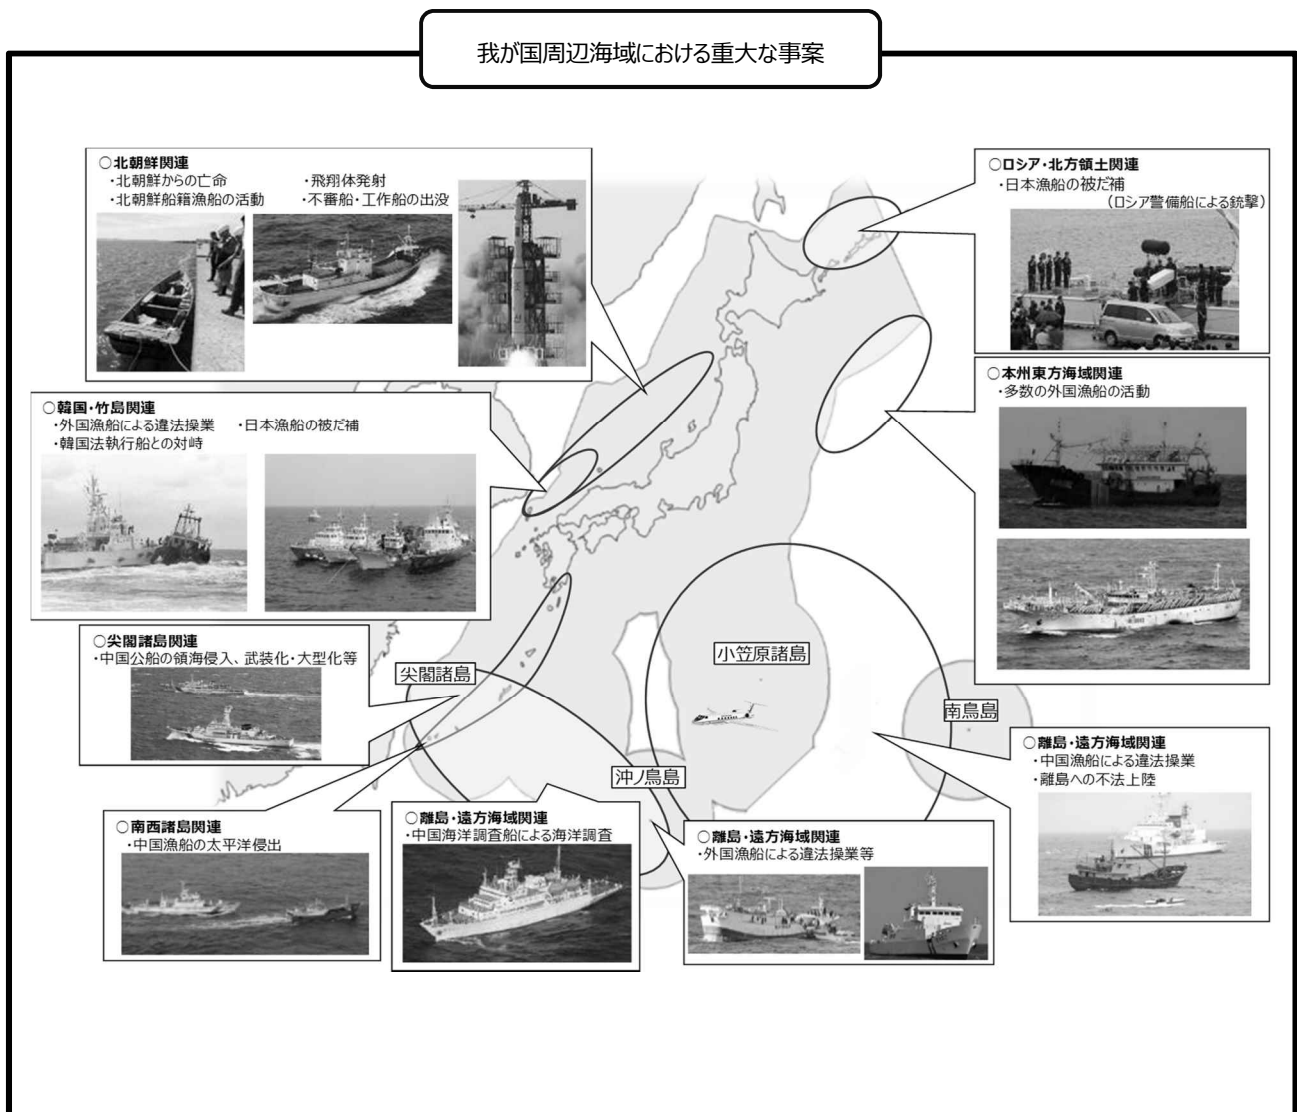 我が国周辺海域における重大な事案
○北朝鮮関連
・北朝鮮からの亡命 ・飛翔体発射
・北朝鮮船籍漁船の活動 ・不審船・工作船の出没
○ロシア・北方領土関連
・日本漁船の被だ補
（ロシア警備船による銃撃）
○韓国・竹島関連
・外国漁船による違法操業 ・日本漁船の被だ補
・韓国法執行船との対峙
○本州東方海域関連
・多数の外国漁船の活動
○尖閣諸島関連
・中国公船の領海侵入、武装化・大型化等
尖閣諸島
小笠原諸島
南鳥島
沖ノ鳥島
○南西諸島関連
・中国漁船の太平洋侵出
○離島・遠方海域関連
・中国海洋調査船による海洋調査
○離島・遠方海域関連
・外国漁船による違法操業等
○離島・遠方海域関連
・中国漁船による違法操業
・離島への不法上陸